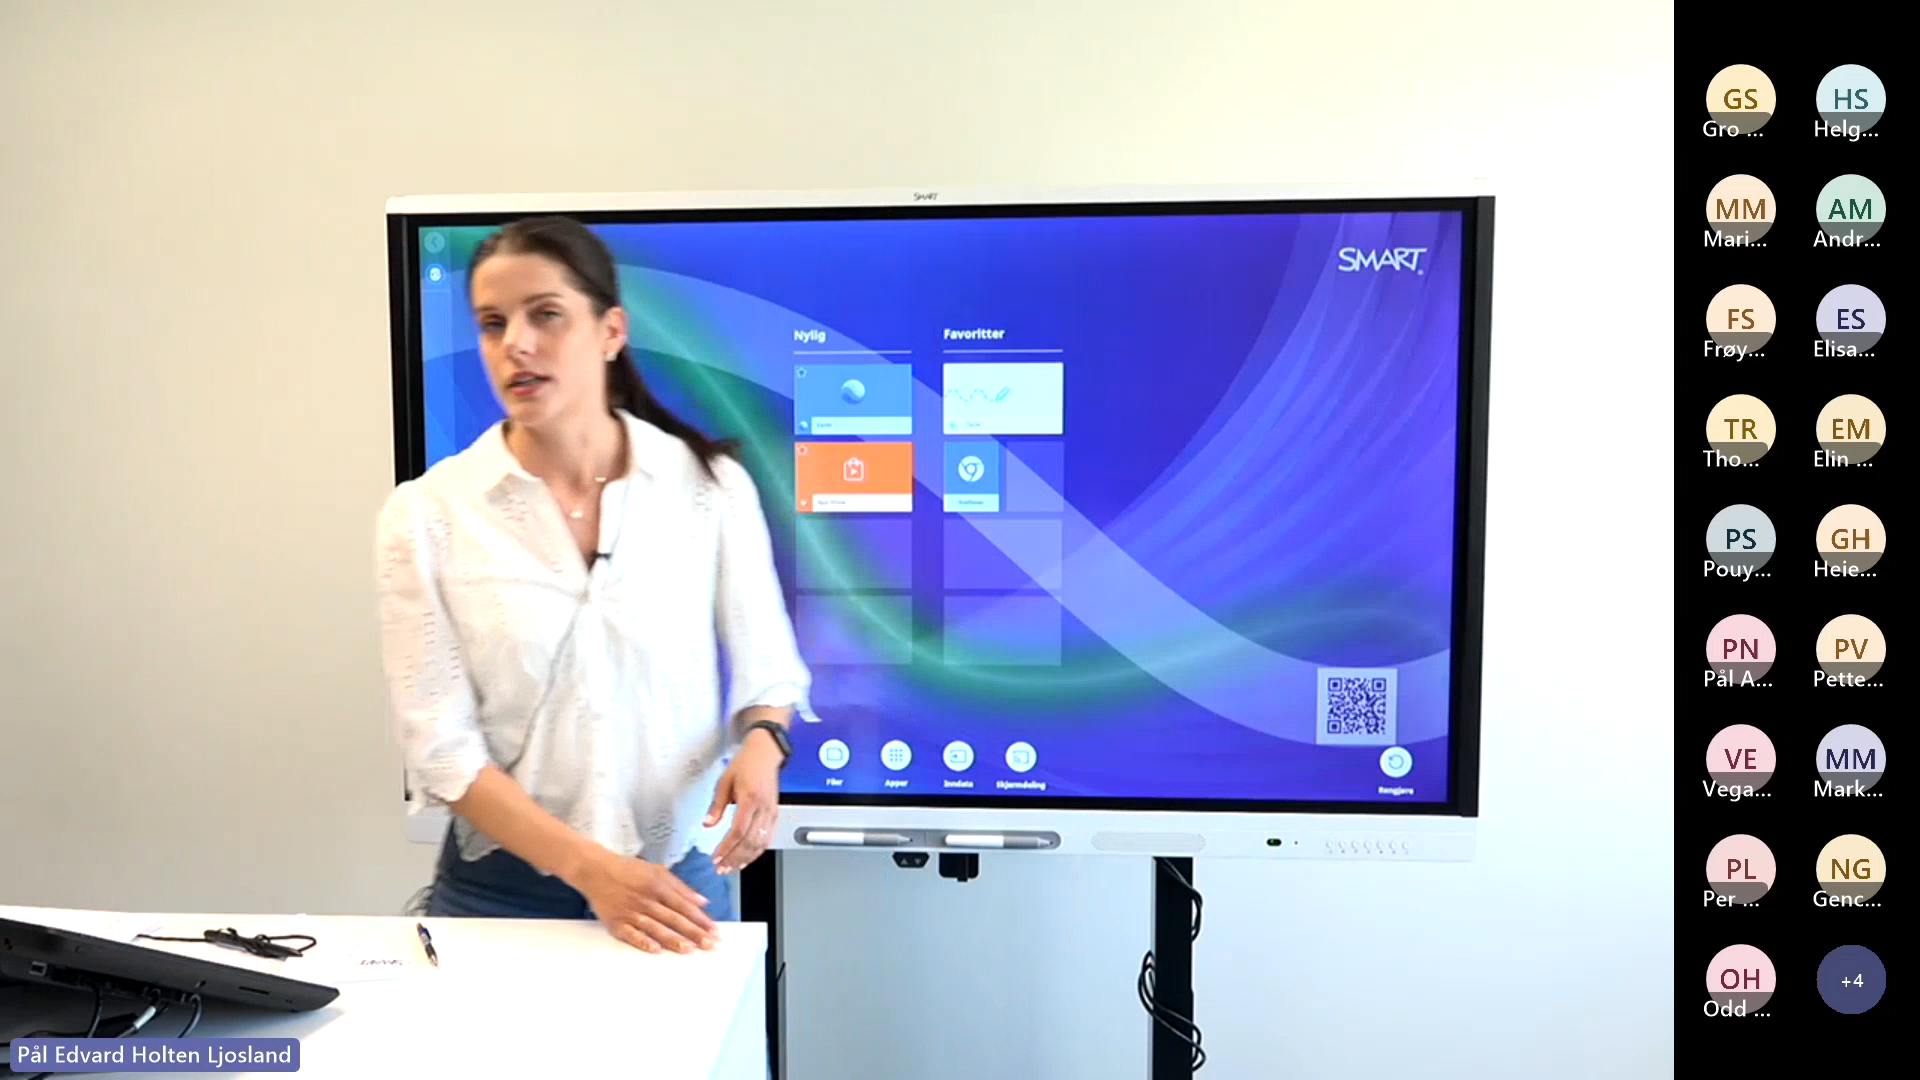 SMART
SMART
Nylig
Favoritter
Filer
Apper
Inndata
Skjermdeling
Rengjøre
Pål Edvard Holten Ljosland
GS
Gro ...
HS
Helg...
MM
Mari...
AM
Andr...
FS
Frøy...
ES
Elisa...
TR
Tho...
EM
Elin ...
PS
Pouy...
GH
Heie...
PN
Pål A...
PV
Pette...
VE
Vega...
MM
Mark...
PL
Per ...
NG
Genc...
OH
Odd ...
+4